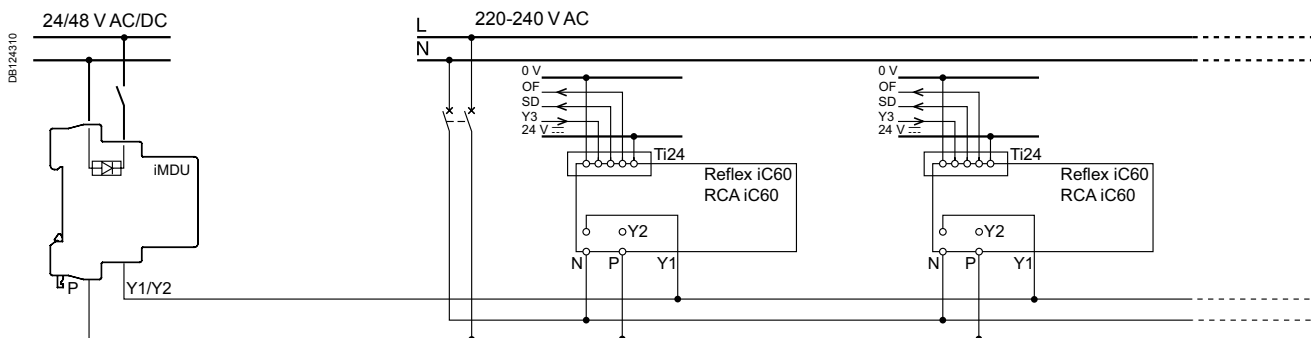 DB124310
24/48 V AC/DC
iMDU
P
Y1/Y2
L
220-240 V AC
N
0 V
OF
SD
Y3
24 V ⎓
Ti24
Reflex iC60
RCA iC60
Y2
N
P
Y1
0 V
OF
SD
Y3
24 V ⎓
Ti24
Reflex iC60
RCA iC60
Y2
N
P
Y1